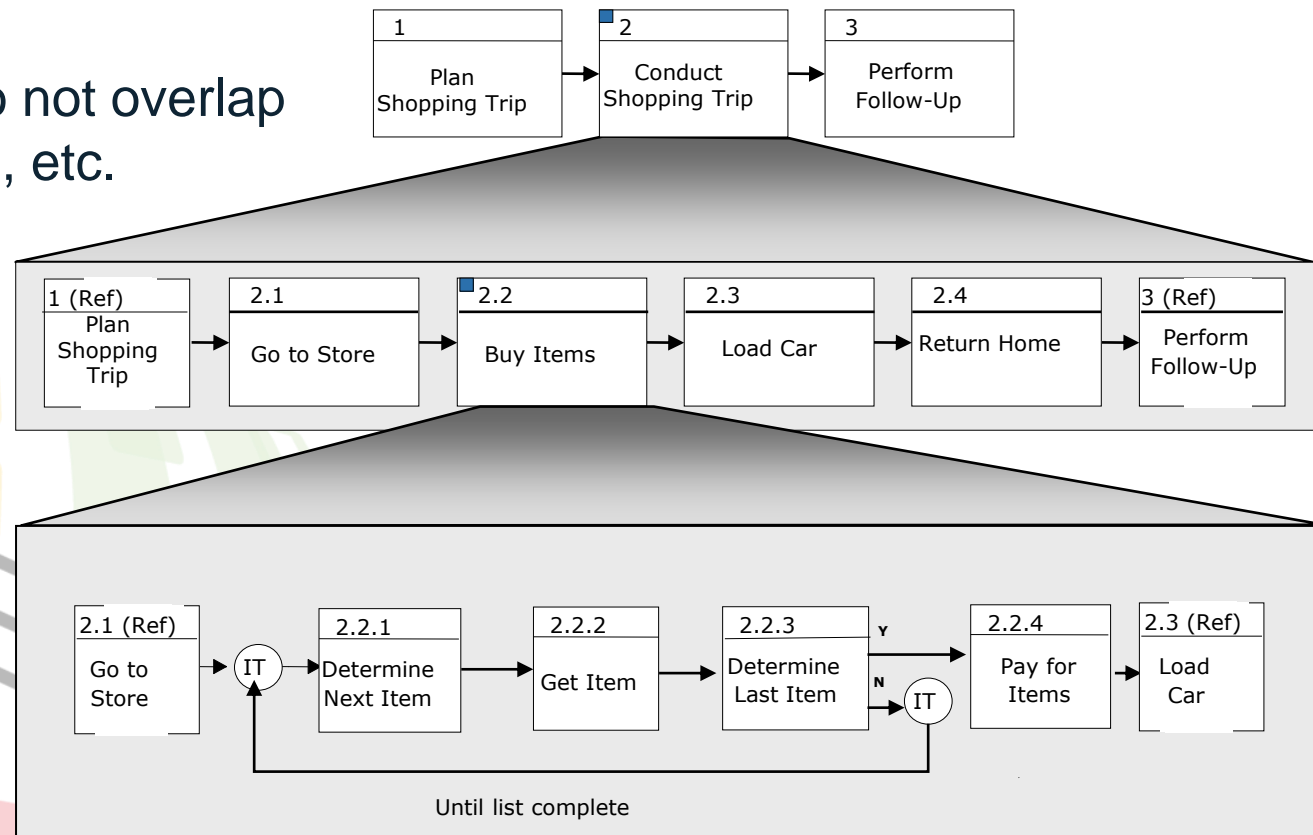 o not overlap
, etc.
1
Plan
Shopping Trip
2
Conduct
Shopping Trip
3
Perform
Follow-Up
1 (Ref)
Plan
Shopping
Trip
2.1
Go to Store
2.2
Buy Items
2.3
Load Car
2.4
Return Home
3 (Ref)
Perform
Follow-Up
2.1 (Ref)
Go to
Store
IT
2.2.1
Determine
Next Item
2.2.2
Get Item
2.2.3
Determine
Last Item
Y
N
IT
2.2.4
Pay for
Items
2.3 (Ref)
Load
Car
Until list complete